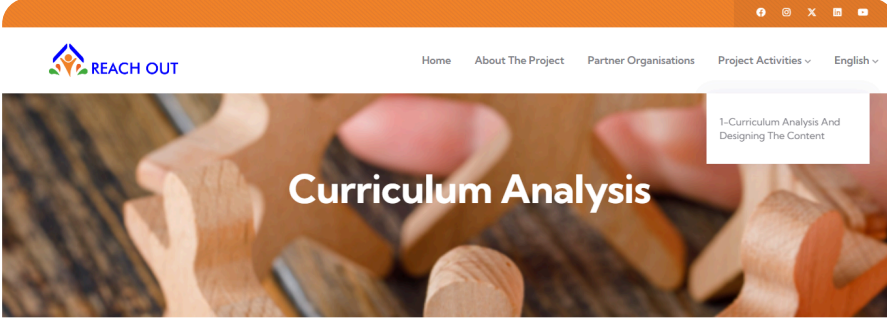 REACH OUT
Home About The Project Partner Organisations Project Activities English
1-Curriculum Analysis And
Designing The Content
Curriculum Analysis